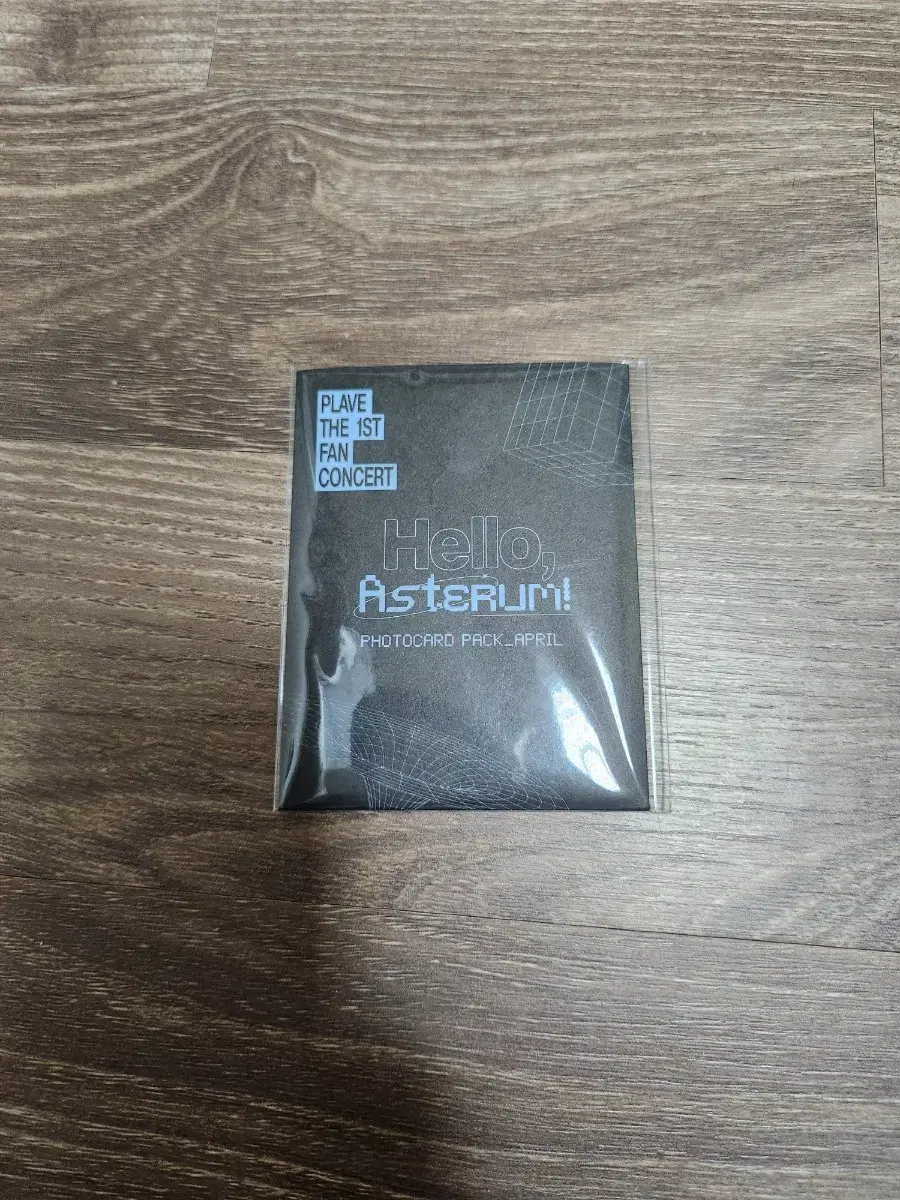 PLAVE
THE 1ST
FAN
CONCERT
Hello,
Asterum!
PHOTOCARD PACK_APRIL